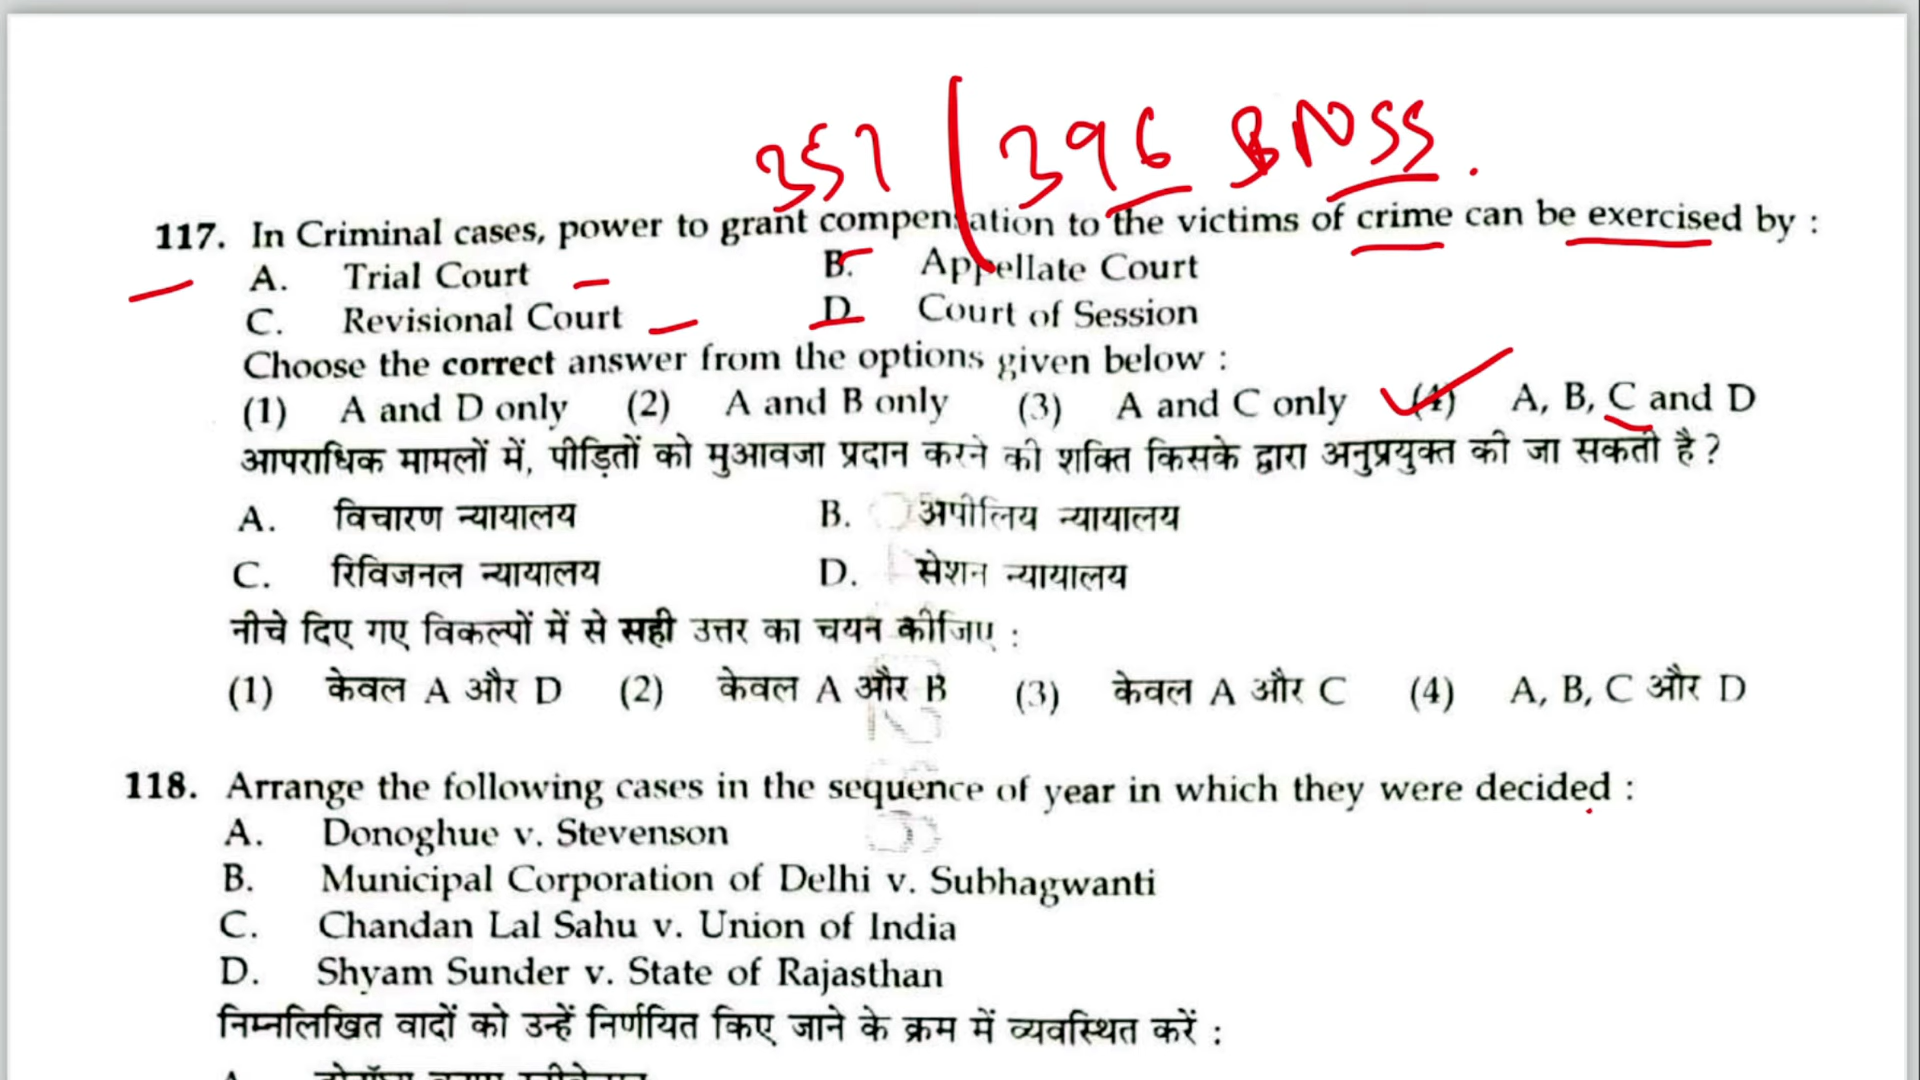 357 | 396 BNSS.
117. In Criminal cases, power to grant compensation to the victims of crime can be exercised by :
A. Trial Court B. Appellate Court
C. Revisional Court D. Court of Session
Choose the correct answer from the options given below :
(1) A and D only (2) A and B only (3) A and C only (4) A, B, C and D
आपराधिक मामलों में, पीड़ितों को मुआवजा प्रदान करने की शक्ति किसके द्वारा अनुप्रयुक्त की जा सकती है ?
A. विचारण न्यायालय B. अपीलिय न्यायालय
C. रिविजनल न्यायालय D. सेशन न्यायालय
नीचे दिए गए विकल्पों में से सही उत्तर का चयन कीजिए :
(1) केवल A और D (2) केवल A और B (3) केवल A और C (4) A, B, C और D
118. Arrange the following cases in the sequence of year in which they were decided :
A. Donoghue v. Stevenson
B. Municipal Corporation of Delhi v. Subhagwanti
C. Chandan Lal Sahu v. Union of India
D. Shyam Sunder v. State of Rajasthan
निम्नलिखित वादों को उन्हें निर्णयित किए जाने के क्रम में व्यवस्थित करें :